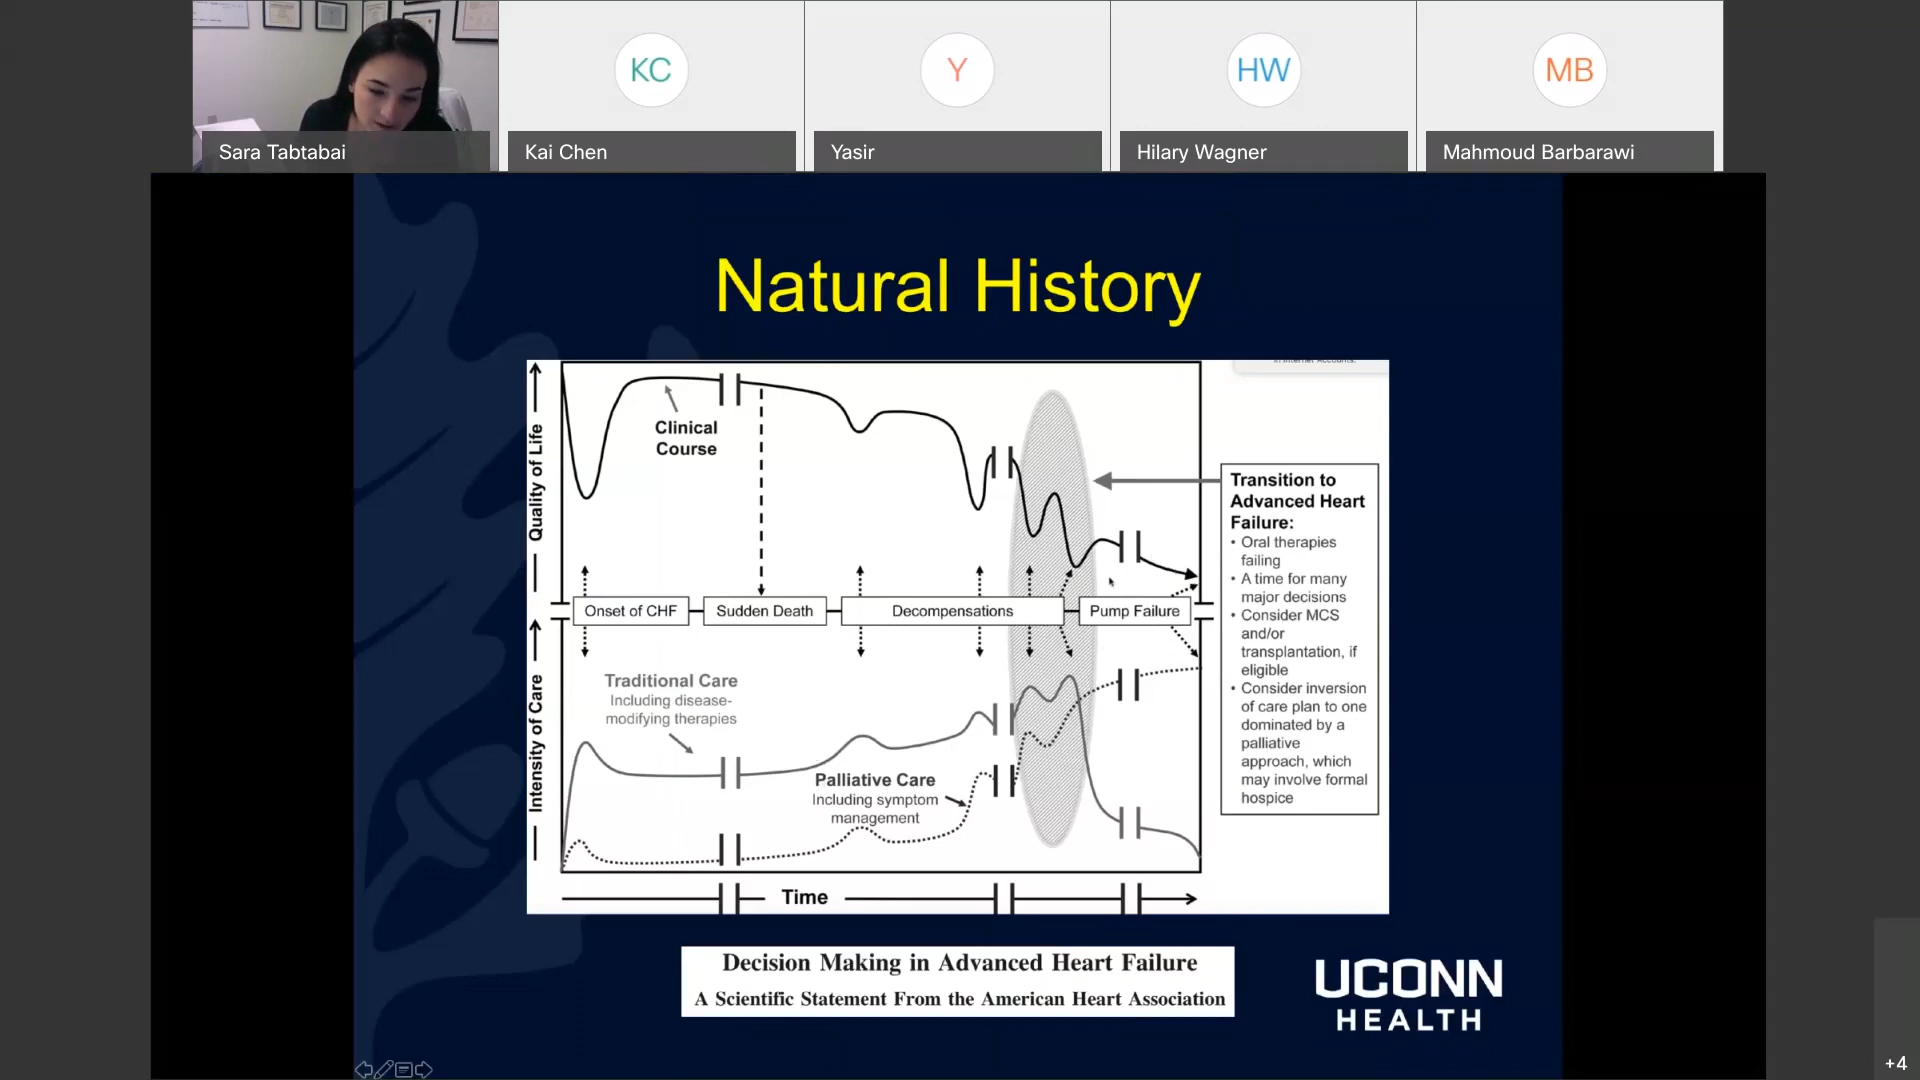 KC
Y
HW
MB
Sara Tabtabai
Kai Chen
Yasir
Hilary Wagner
Mahmoud Barbarawi
Natural History
Quality of Life
Clinical
Course
Transition to
Advanced Heart
Failure:
• Oral therapies
failing
• A time for many
major decisions
• Consider MCS
and/or
transplantation, if
eligible
• Consider inversion
of care plan to one
dominated by a
palliative
approach, which
may involve formal
hospice
Onset of CHF
Sudden Death
Decompensations
Pump Failure
Intensity of Care
Traditional Care
Including disease-
modifying therapies
Palliative Care
Including symptom
management
Time
Decision Making in Advanced Heart Failure
A Scientific Statement From the American Heart Association
UCONN
HEALTH
+4